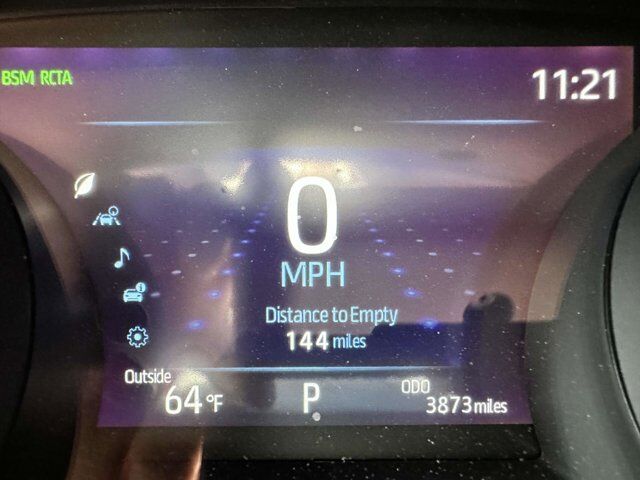 BSM RCTA
11:21
0
MPH
Distance to Empty
144 miles
Outside
64 °F
P
ODO
3873 miles